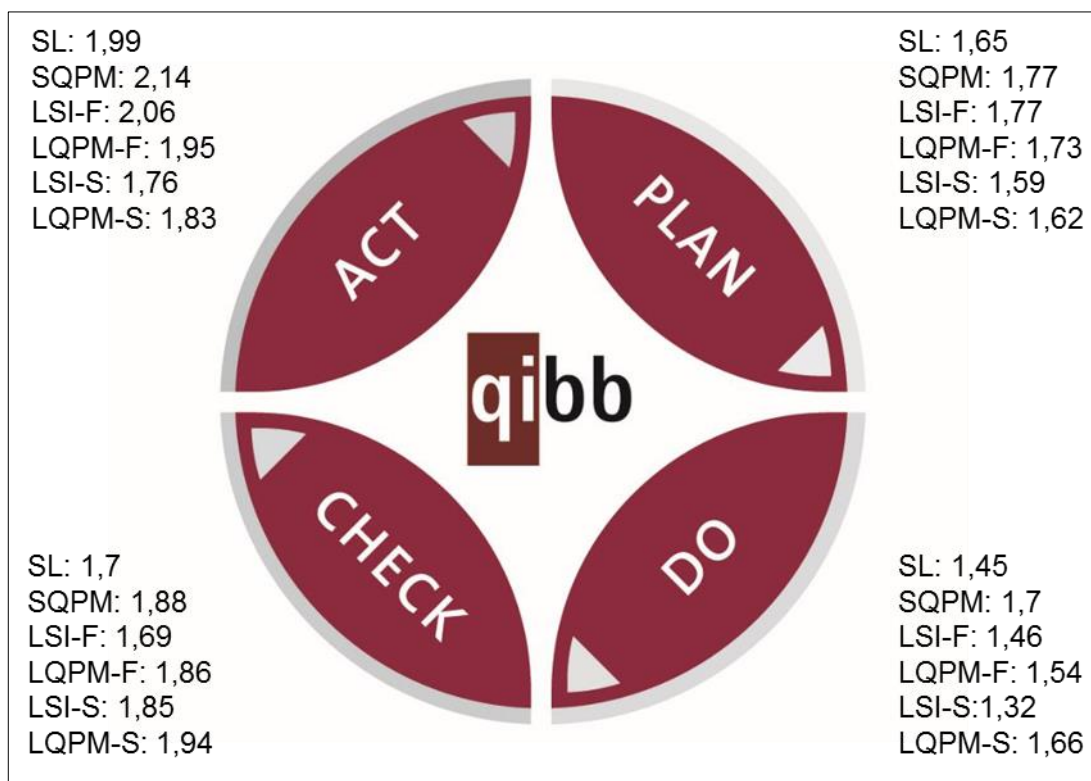 SL: 1,99
SQPM: 2,14
LSI-F: 2,06
LQPM-F: 1,95
LSI-S: 1,76
LQPM-S: 1,83
SL: 1,65
SQPM: 1,77
LSI-F: 1,77
LQPM-F: 1,73
LSI-S: 1,59
LQPM-S: 1,62
ACT
PLAN
qibb
CHECK
DO
SL: 1,7
SQPM: 1,88
LSI-F: 1,69
LQPM-F: 1,86
LSI-S: 1,85
LQPM-S: 1,94
SL: 1,45
SQPM: 1,7
LSI-F: 1,46
LQPM-F: 1,54
LSI-S:1,32
LQPM-S: 1,66